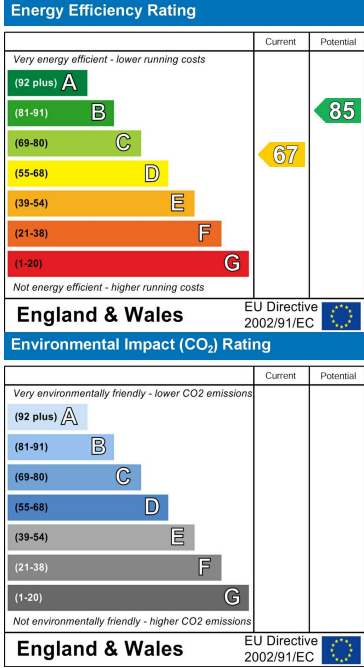 Energy Efficiency Rating
Current Potential
Very energy efficient - lower running costs
(92 plus) A
(81-91) B
85
(69-80) C
67
(55-68) D
(39-54) E
(21-38) F
(1-20) G
Not energy efficient - higher running costs
England & Wales
EU Directive
2002/91/EC
Environmental Impact (CO₂) Rating
Current Potential
Very environmentally friendly - lower CO2 emissions
(92 plus) A
(81-91) B
(69-80) C
(55-68) D
(39-54) E
(21-38) F
(1-20) G
Not environmentally friendly - higher CO2 emissions
England & Wales
EU Directive
2002/91/EC